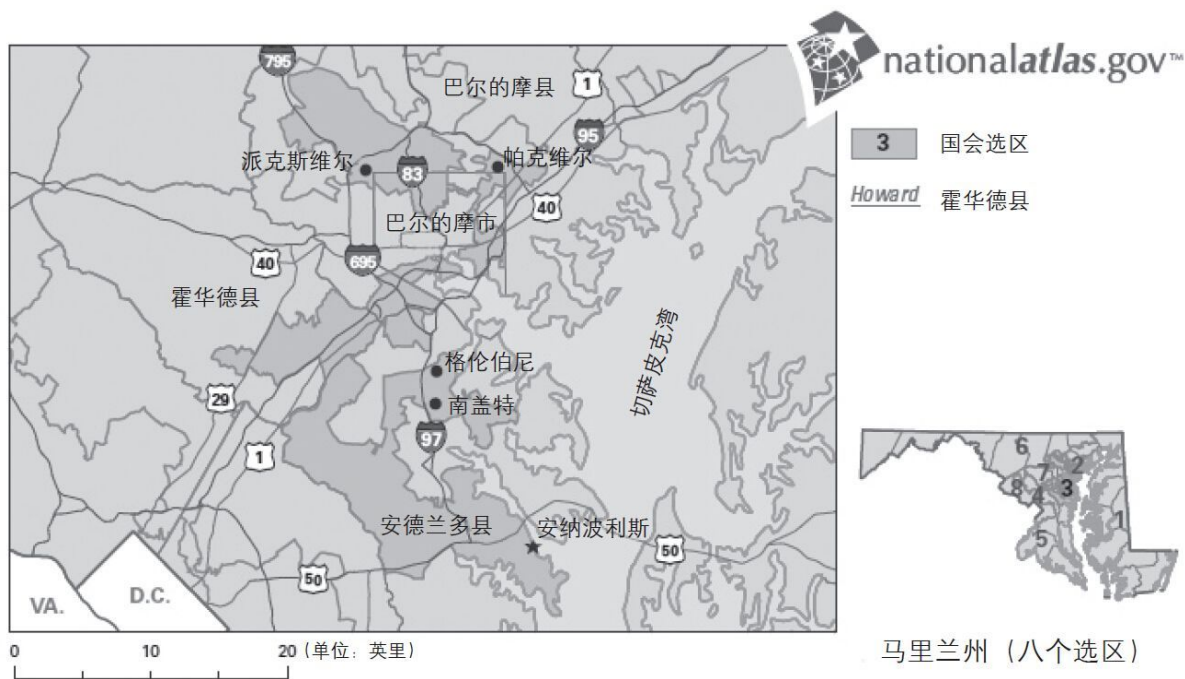 nationalatlas.gov™
795
巴尔的摩县
1
95
3 国会选区
派克斯维尔
83
帕克维尔
Howard 霍华德县
40
巴尔的摩市
40
695
霍华德县
切萨皮克湾
格伦伯尼
29
南盖特
97
1
安德兰多县
安纳波利斯
50
50
VA.
D.C.
6
7
2
8
4
3
1
5
0 10 20 (单位：英里)
马里兰州（八个选区）